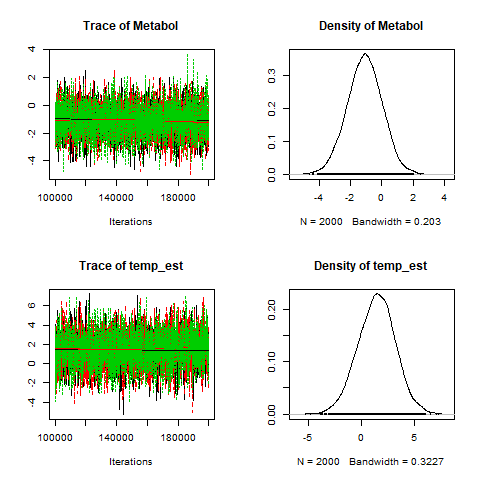 Trace of Metabol
4
2
0
-2
-4
100000 140000 180000
Iterations
Density of Metabol
0.3
0.2
0.1
0.0
-4 -2 0 2 4
N = 2000 Bandwidth = 0.203
Trace of temp_est
6
4
2
0
-2
-4
100000 140000 180000
Iterations
Density of temp_est
0.20
0.10
0.00
-5 0 5
N = 2000 Bandwidth = 0.3227